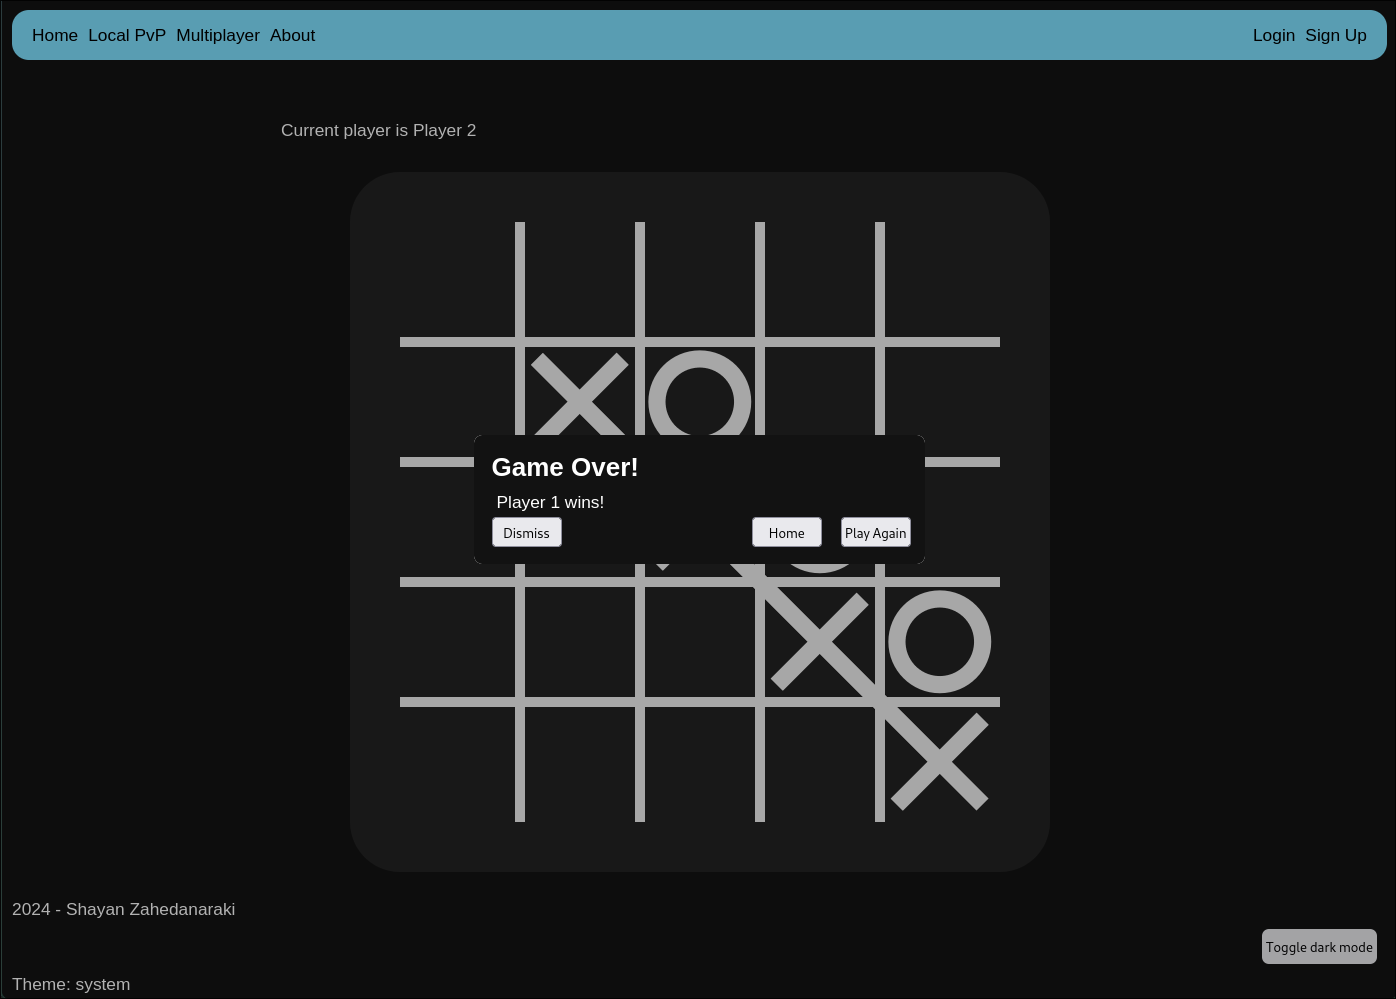 Home Local PvP Multiplayer About Login Sign Up
Current player is Player 2
Game Over!
Player 1 wins!
Dismiss Home Play Again
2024 - Shayan Zahedanaraki
Toggle dark mode
Theme: system